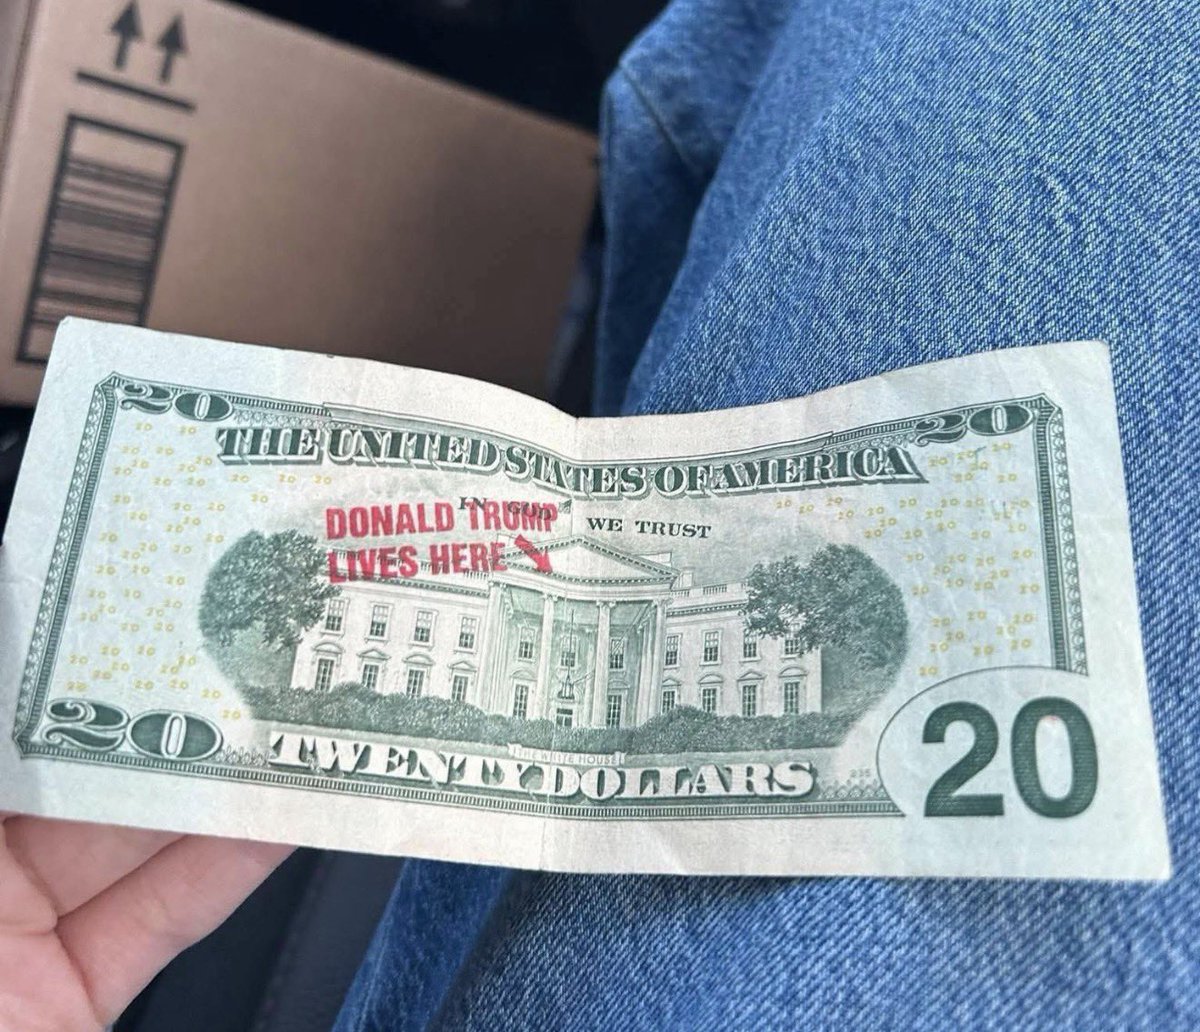 20 20
THE UNITED STATES OF AMERICA
IN GOD WE TRUST
DONALD TRUMP
LIVES HERE
THE WHITE HOUSE
20 TWENTY DOLLARS 20